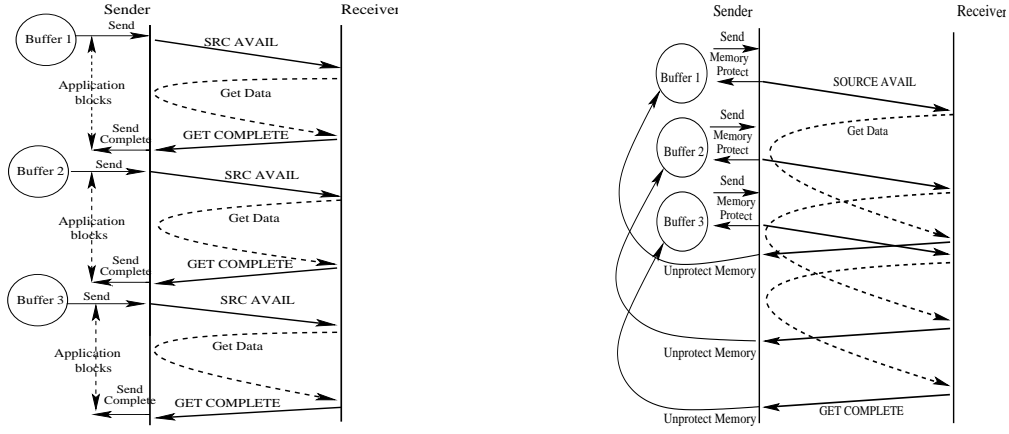 Sender
Receiver
Buffer 1
Send
SRC AVAIL
Application
blocks
Get Data
Send
Complete
GET COMPLETE
Buffer 2
Send
SRC AVAIL
Application
blocks
Get Data
Send
Complete
GET COMPLETE
Buffer 3
Send
SRC AVAIL
Application
blocks
Get Data
Send
Complete
GET COMPLETE
Sender
Receiver
Send
Memory
Protect
Buffer 1
SOURCE AVAIL
Send
Get Data
Memory
Protect
Buffer 2
Send
Memory
Protect
Buffer 3
Unprotect Memory
Unprotect Memory
GET COMPLETE
Unprotect Memory